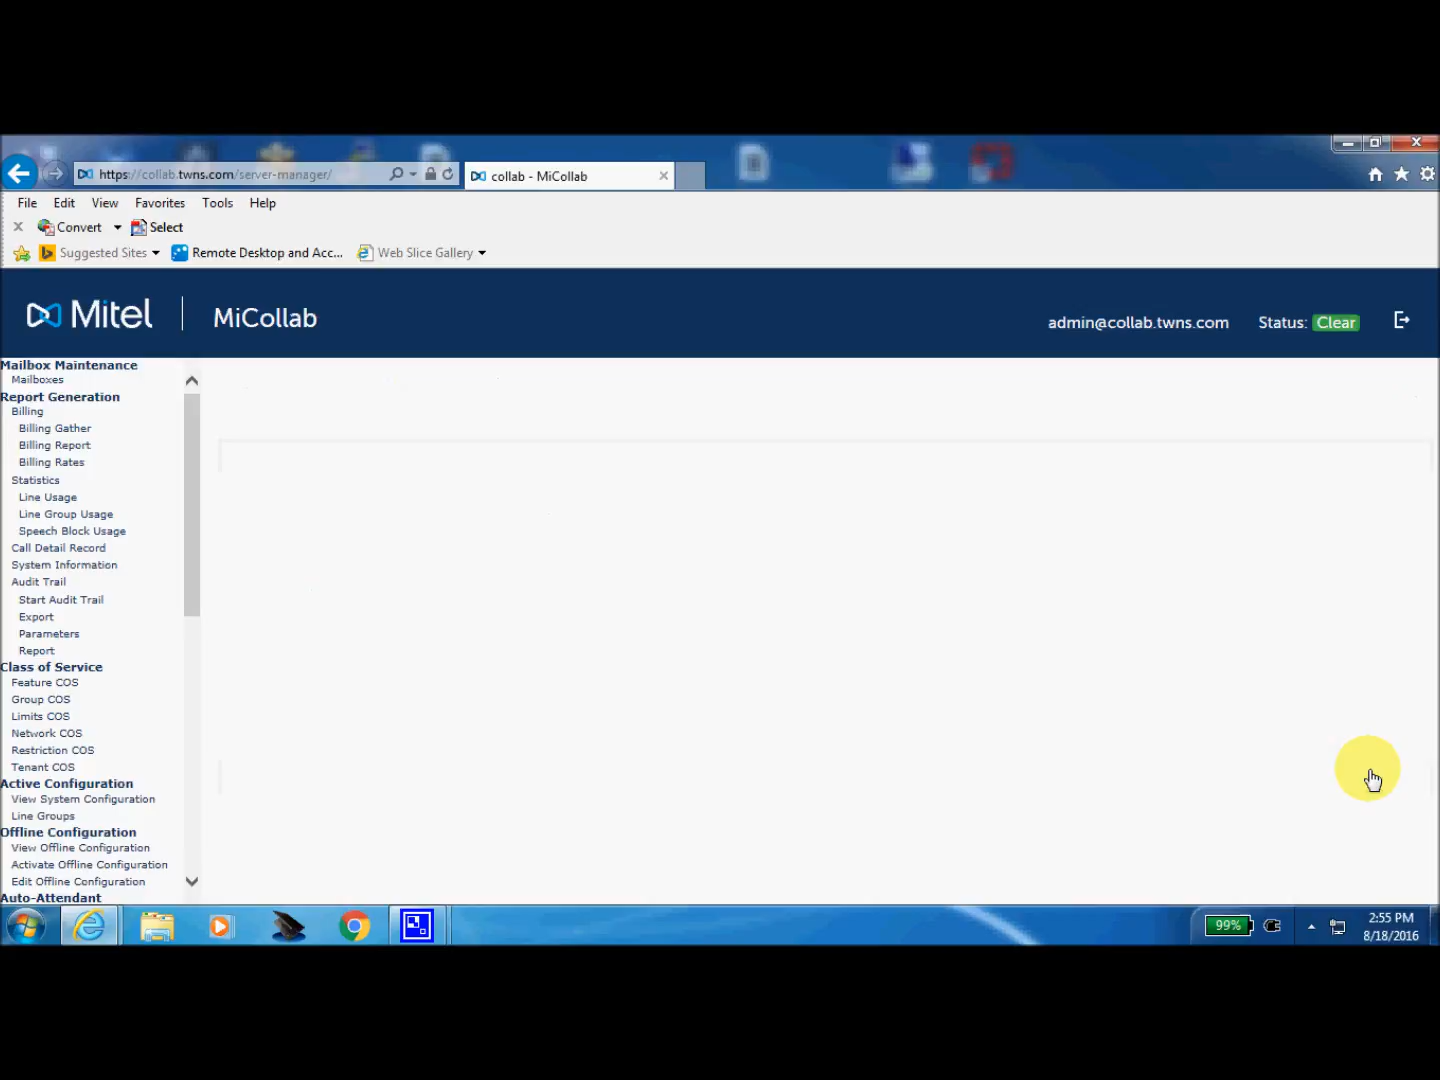 https://collab.twns.com/server-manager/
collab - MiCollab
File Edit View Favorites Tools Help
Convert Select
Suggested Sites Remote Desktop and Acc... Web Slice Gallery
Mitel MiCollab admin@collab.twns.com Status: Clear
Mailbox Maintenance
Mailboxes
Report Generation
Billing
Billing Gather
Billing Report
Billing Rates
Statistics
Line Usage
Line Group Usage
Speech Block Usage
Call Detail Record
System Information
Audit Trail
Start Audit Trail
Export
Parameters
Report
Class of Service
Feature COS
Group COS
Limits COS
Network COS
Restriction COS
Tenant COS
Active Configuration
View System Configuration
Line Groups
Offline Configuration
View Offline Configuration
Activate Offline Configuration
Edit Offline Configuration
Auto-Attendant
99%
2:55 PM
8/18/2016